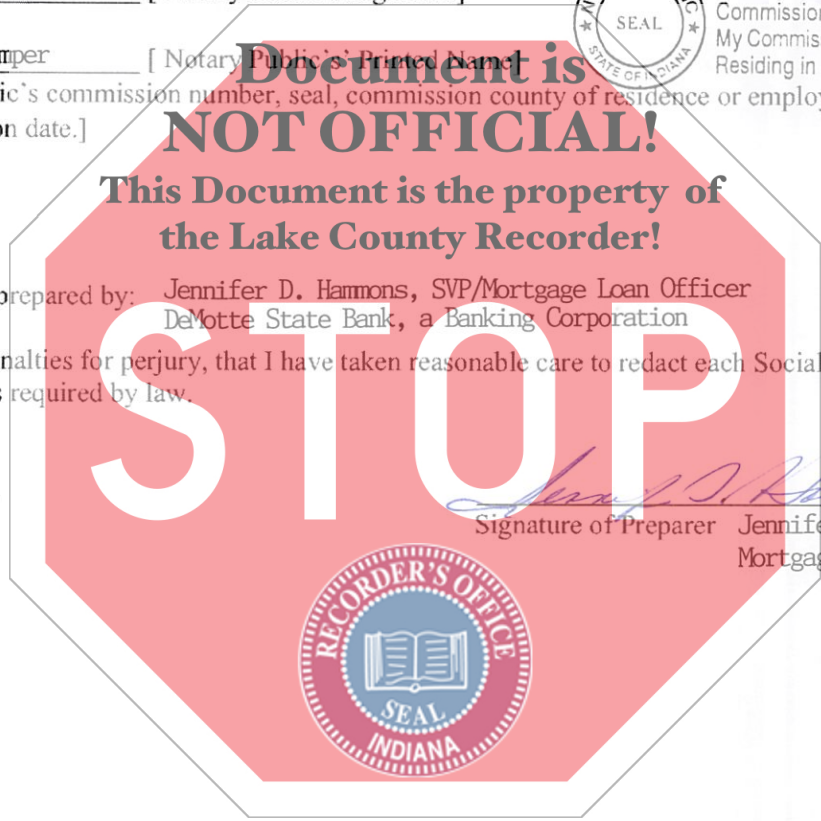 SEAL
STATE OF INDIANA
Commission
My Commis
Residing in
mper [ Notary Public's' Printed Name]
Document is
ic's commission number, seal, commission county of residence or employ
NOT OFFICIAL!
on date.]
This Document is the property of
the Lake County Recorder!
prepared by: Jennifer D. Hammons, SVP/Mortgage Loan Officer
DeMotte State Bank, a Banking Corporation
nalties for perjury, that I have taken reasonable care to redact each Social
s required by law.
STOP
Signature of Preparer Jennife
Mortgag
RECORDER'S OFFICE
SEAL
INDIANA